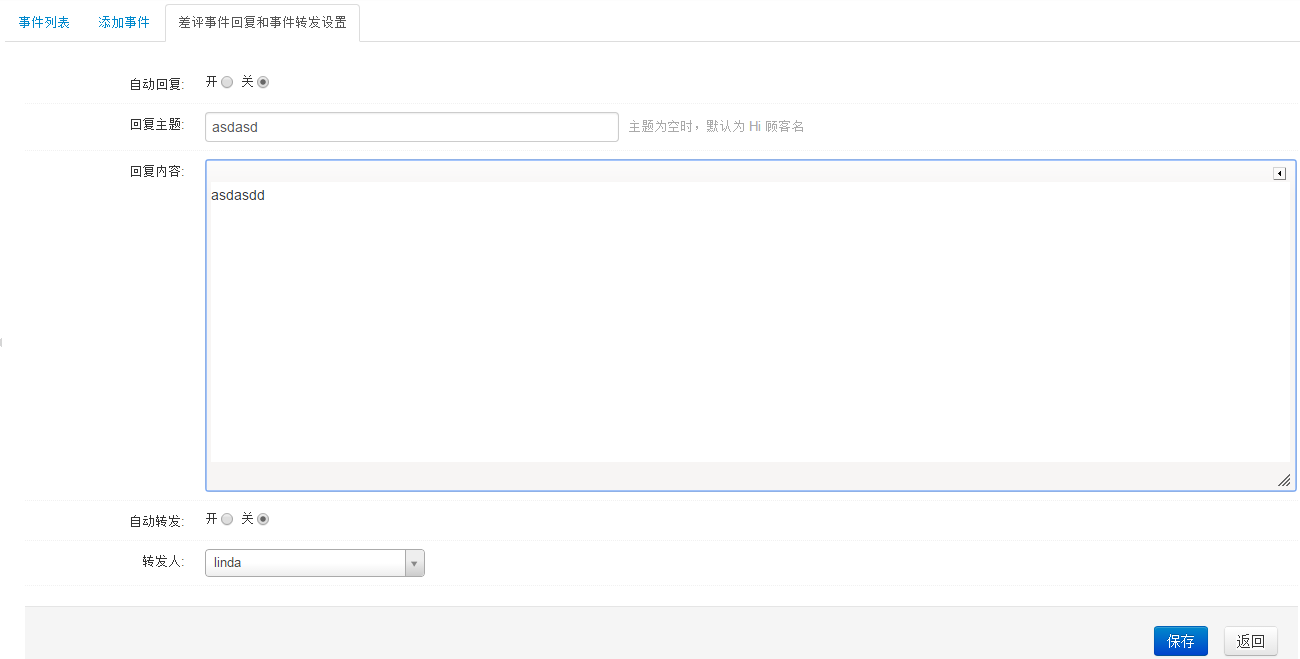 事件列表 添加事件 差评事件回复和事件转发设置
自动回复: 开 关
回复主题: asdasd 主题为空时，默认为 Hi 顾客名
回复内容:
asdasdd
自动转发: 开 关
转发人: linda
保存 返回